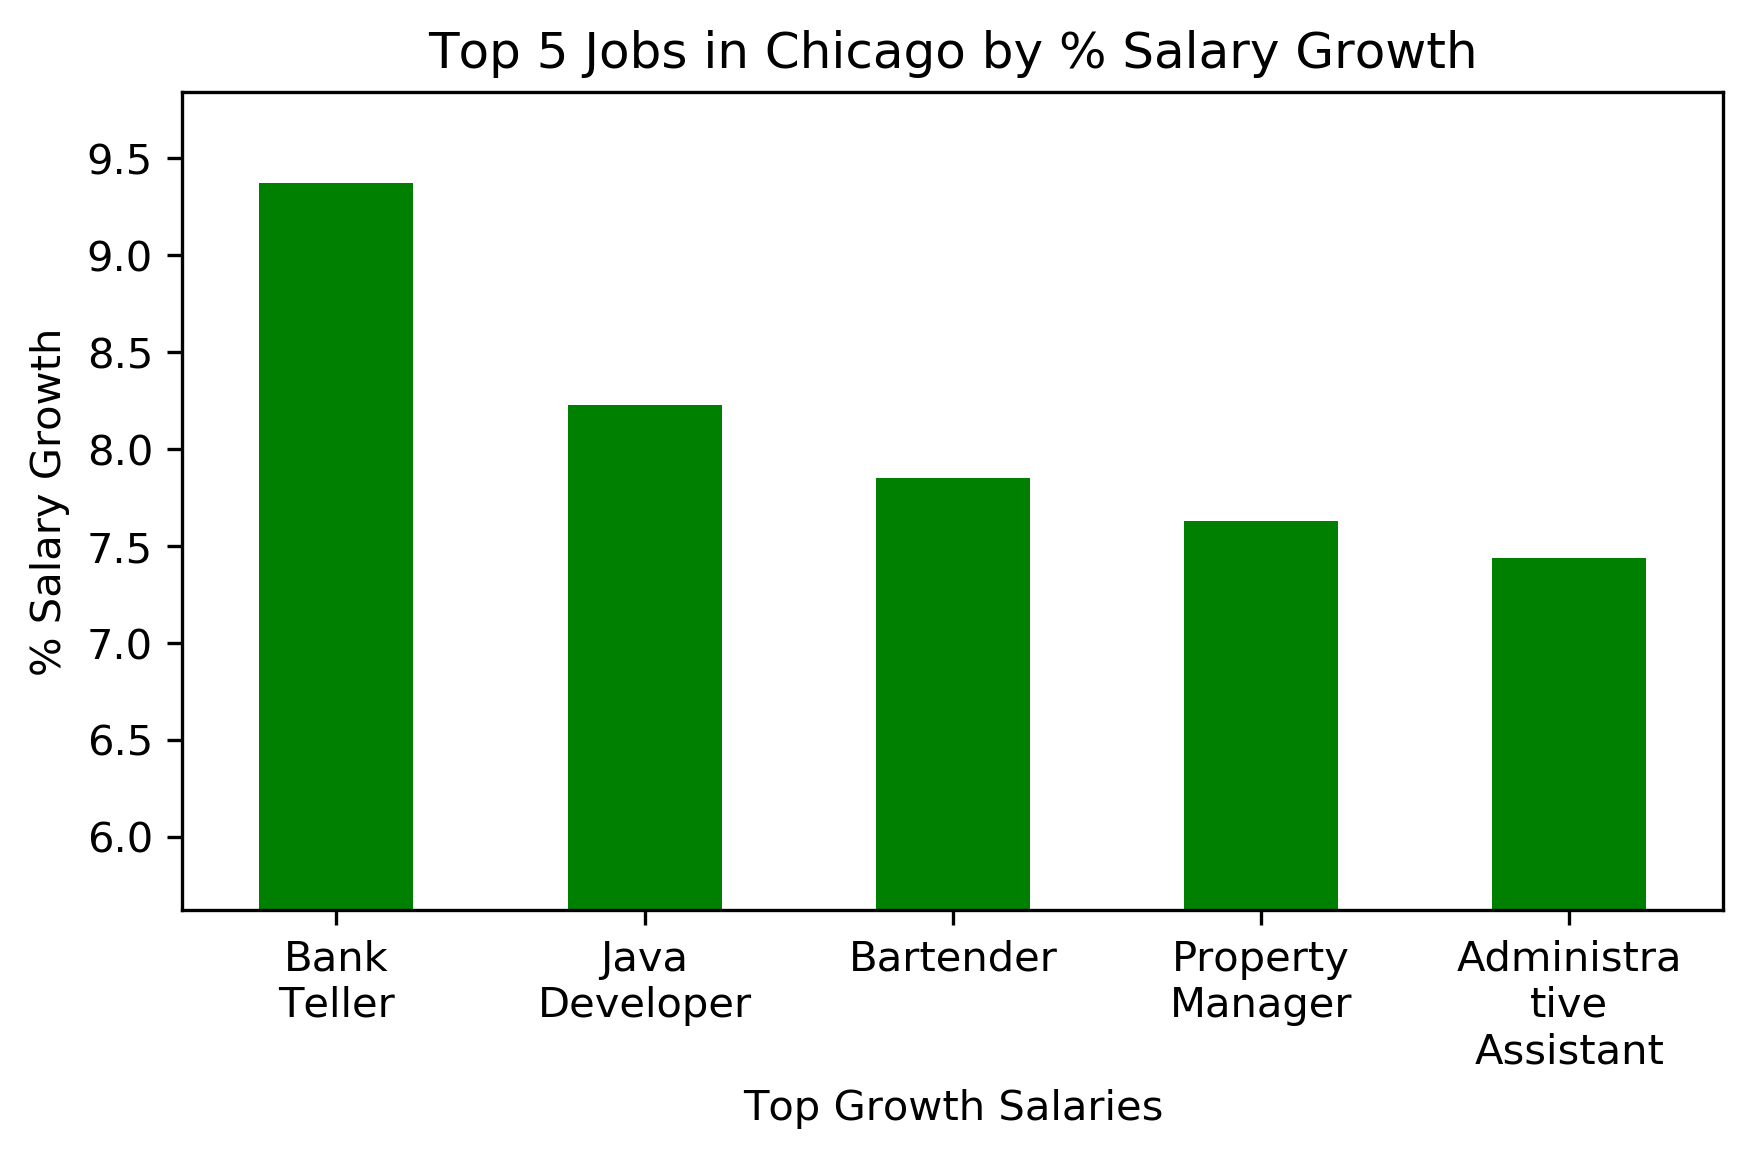 Top 5 Jobs in Chicago by % Salary Growth
% Salary Growth
9.5
9.0
8.5
8.0
7.5
7.0
6.5
6.0
Bank
Teller
Java
Developer
Bartender
Property
Manager
Administra
tive
Assistant
Top Growth Salaries